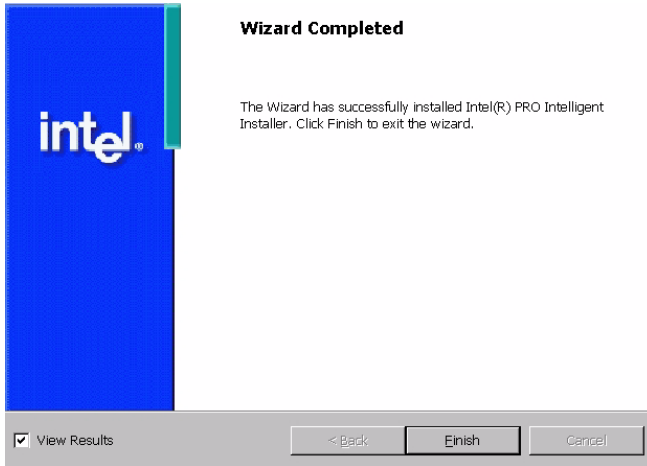 Wizard Completed
The Wizard has successfully installed Intel(R) PRO Intelligent
Installer. Click Finish to exit the wizard.
intel®
View Results
< Back
Finish
Cancel